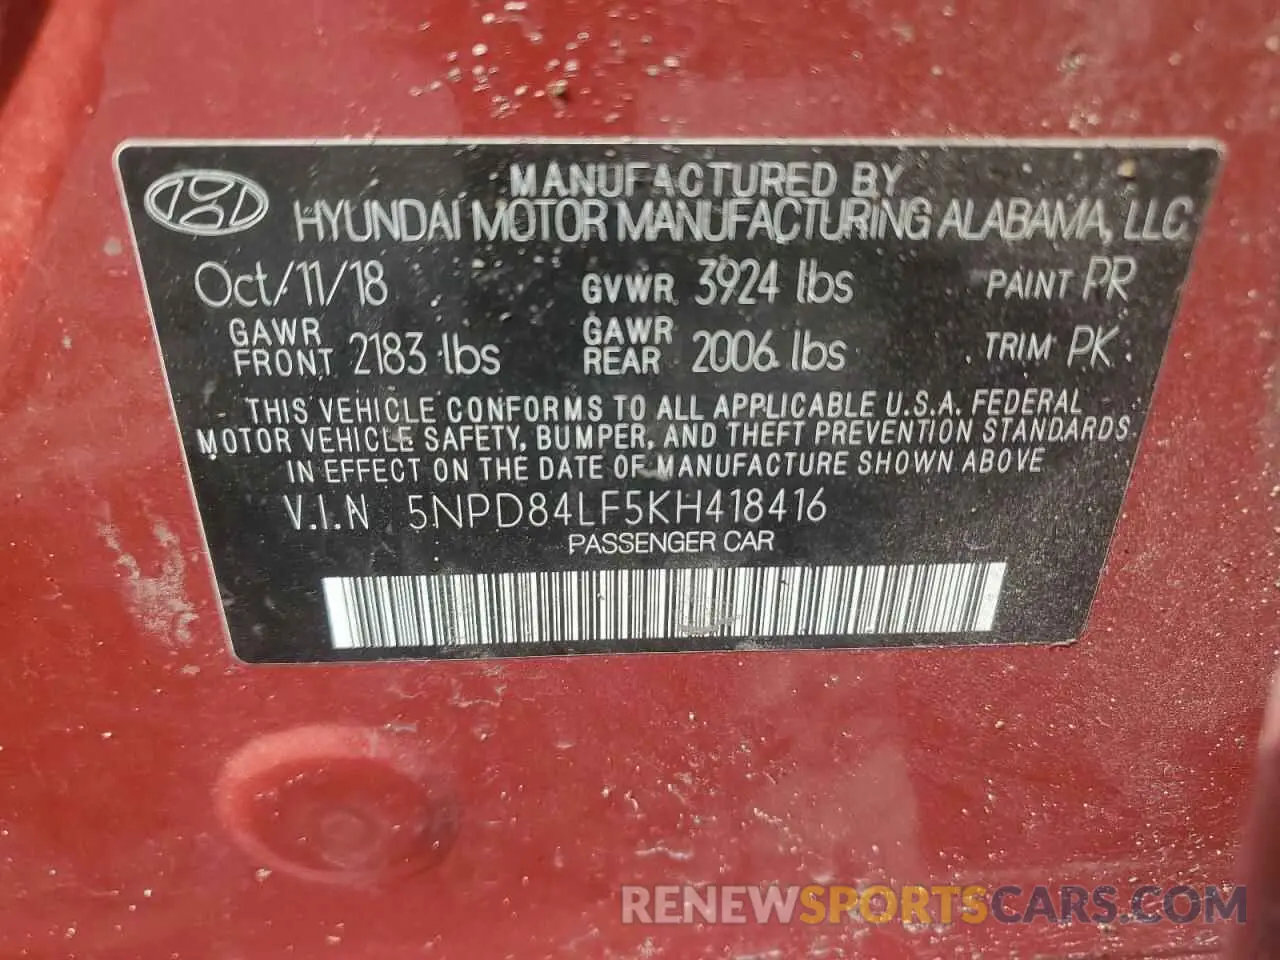 MANUFACTURED BY
HYUNDAI MOTOR MANUFACTURING ALABAMA, LLC
Oct/11/18 GVWR 3924 lbs PAINT PR
GAWR FRONT 2183 lbs GAWR REAR 2006 lbs TRIM PK
THIS VEHICLE CONFORMS TO ALL APPLICABLE U.S.A. FEDERAL
MOTOR VEHICLE SAFETY, BUMPER, AND THEFT PREVENTION STANDARDS
IN EFFECT ON THE DATE OF MANUFACTURE SHOWN ABOVE
V.I.N 5NPD84LF5KH418416
PASSENGER CAR
RENEWSPORTSCARS.COM